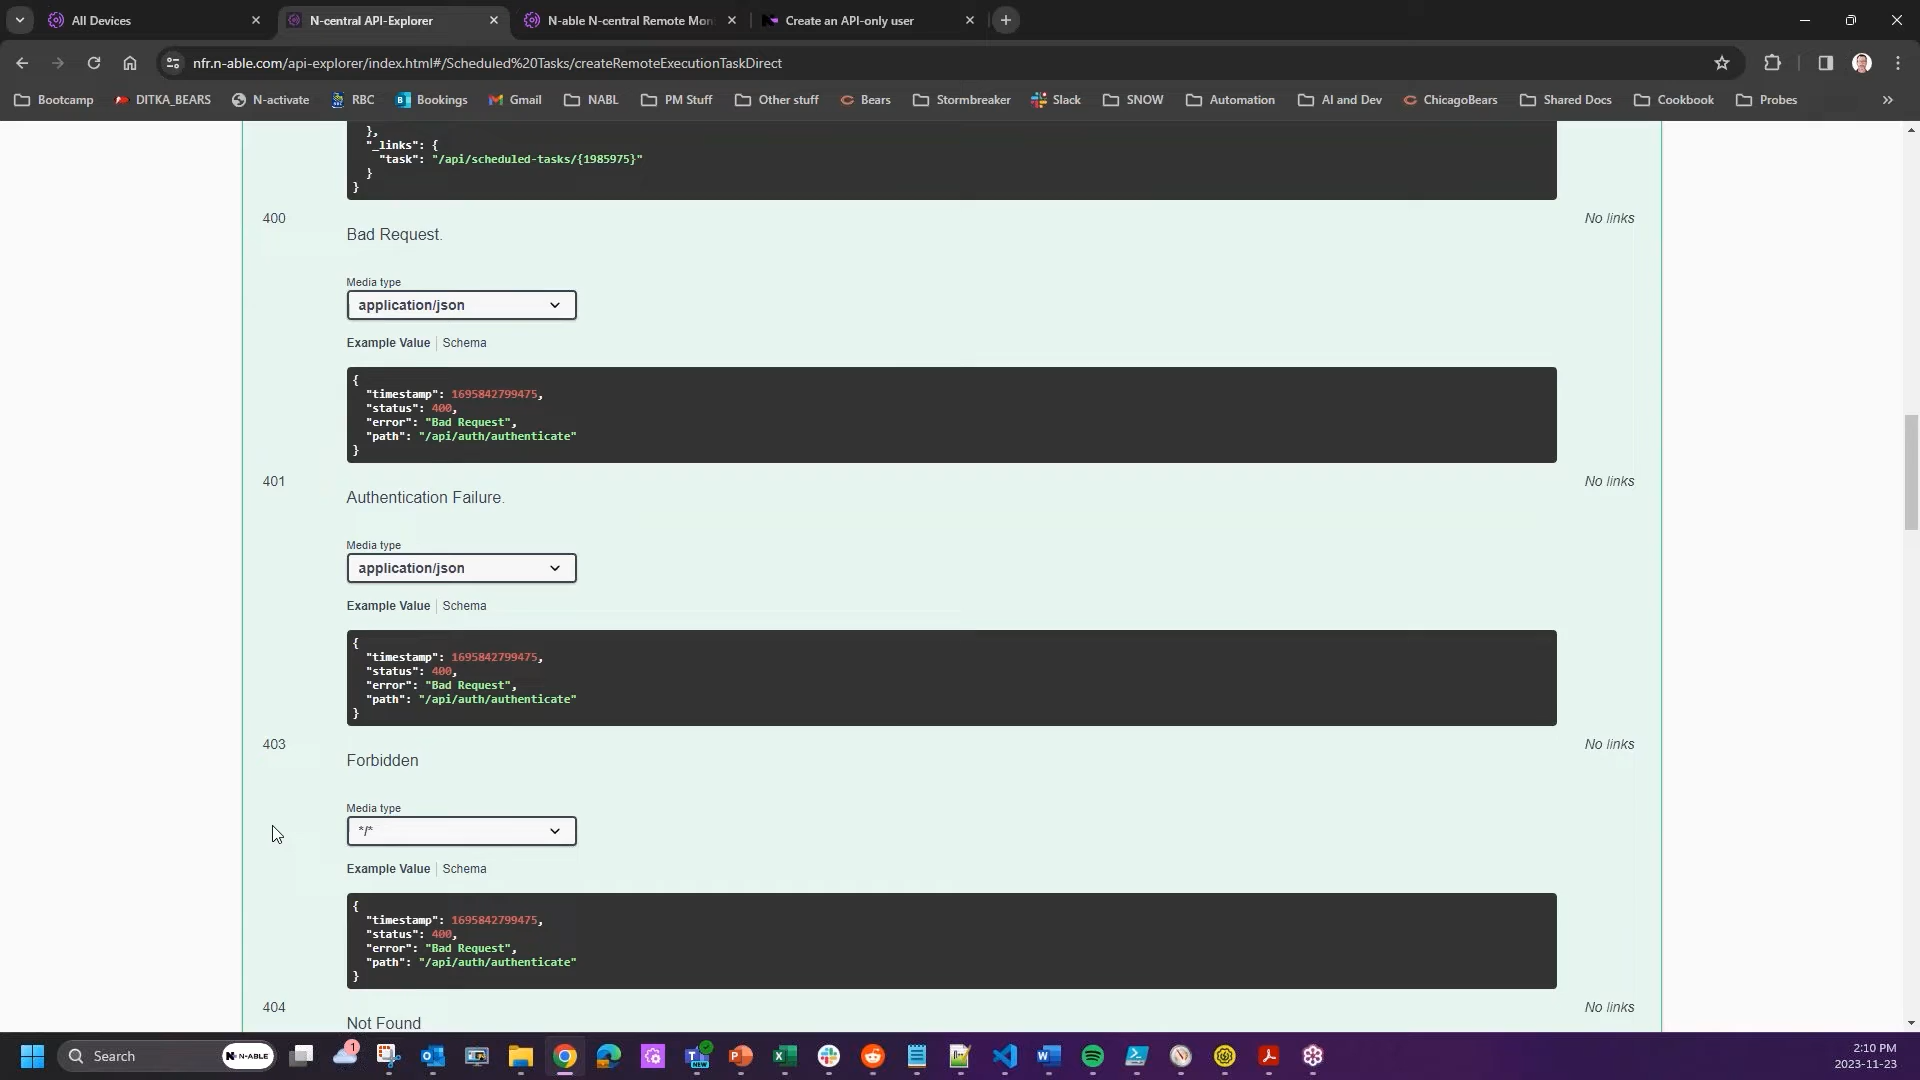 All Devices
N-central API-Explorer
N-able N-central Remote Mon
Create an API-only user
nfr.n-able.com/api-explorer/index.html#/Scheduled%20Tasks/createRemoteExecutionTaskDirect
Bootcamp
DITKA_BEARS
N-activate
RBC
Bookings
Gmail
NABL
PM Stuff
Other stuff
Bears
Stormbreaker
Slack
SNOW
Automation
AI and Dev
ChicagoBears
Shared Docs
Cookbook
Probes
},
"_links": {
"task": "/api/scheduled-tasks/{1985975}"
}
}
400
No links
Bad Request.
Media type
application/json
Example Value
Schema
{
"timestamp": 1695842799475,
"status": 400,
"error": "Bad Request",
"path": "/api/auth/authenticate"
}
401
No links
Authentication Failure.
Media type
application/json
Example Value
Schema
{
"timestamp": 1695842799475,
"status": 400,
"error": "Bad Request",
"path": "/api/auth/authenticate"
}
403
No links
Forbidden
Media type
*/*
Example Value
Schema
{
"timestamp": 1695842799475,
"status": 400,
"error": "Bad Request",
"path": "/api/auth/authenticate"
}
404
No links
Not Found
Search
N-ABLE
1
NEW
2:10 PM
2023-11-23